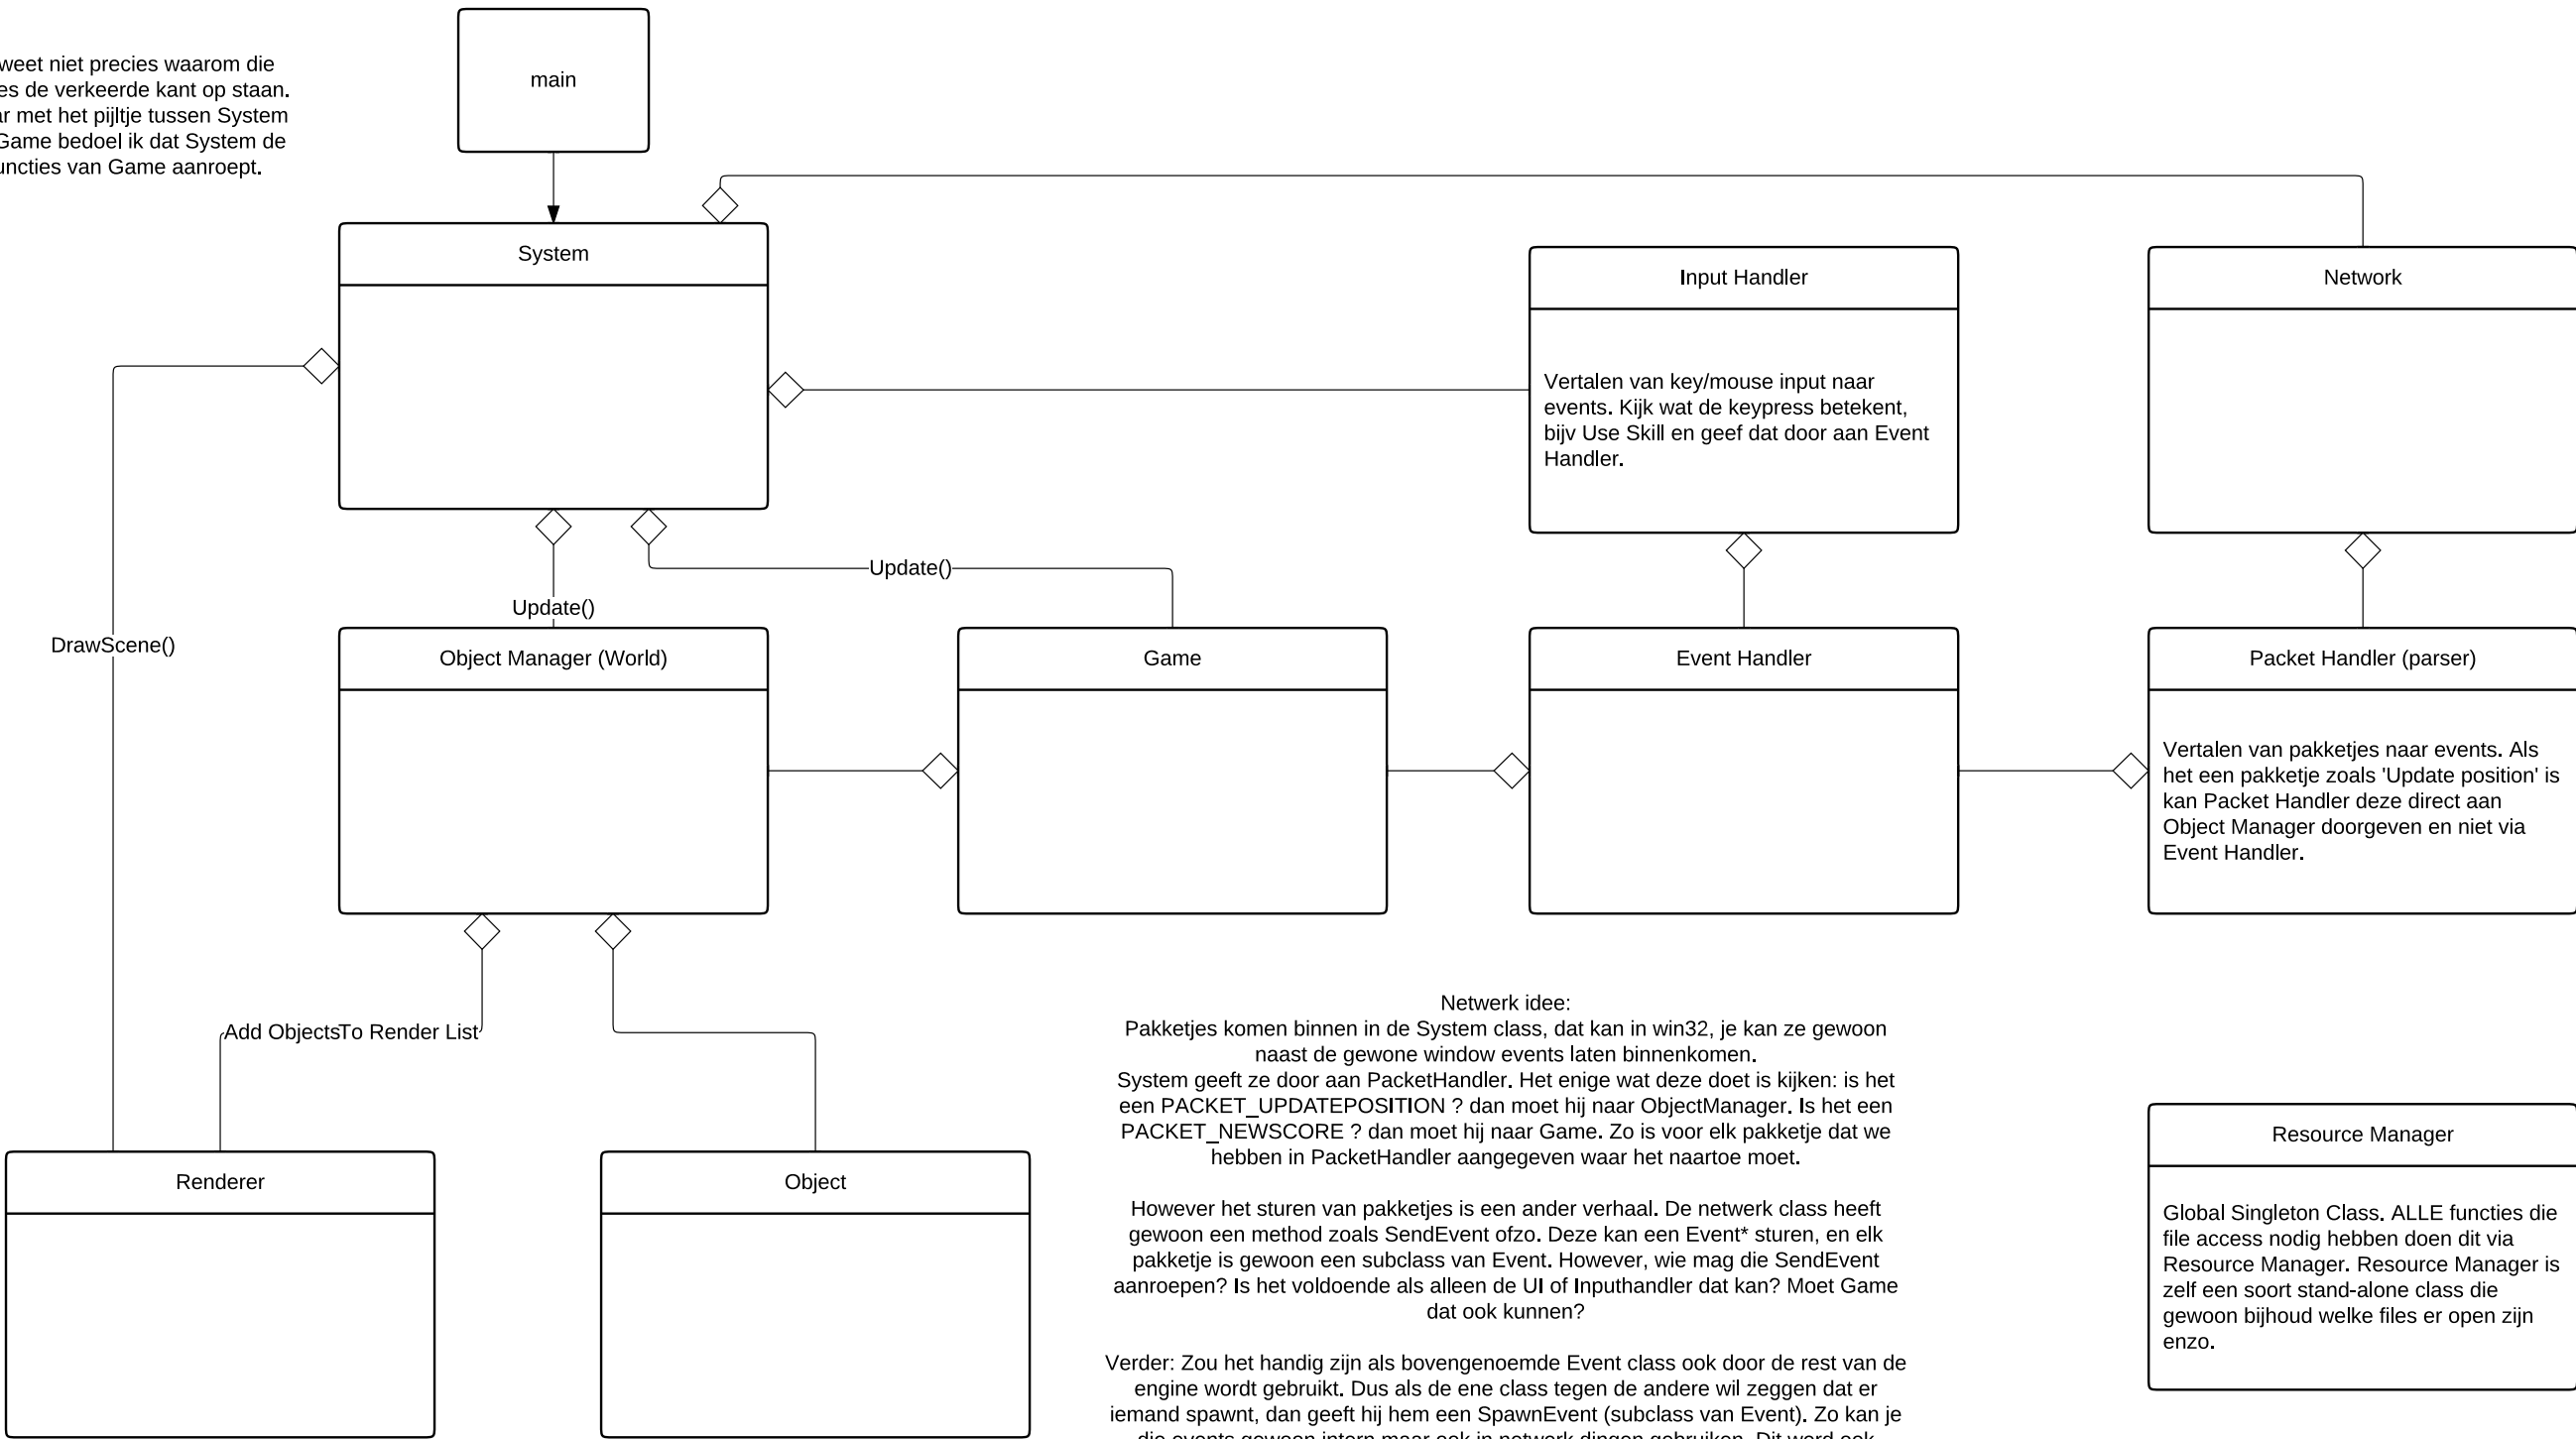 weet niet precies waarom die
de verkeerde kant op staan.
met het pijltje tussen System
Game bedoel ik dat System de
van Game aanroept.
main
System
Input Handler
Vertalen van key/mouse input naar
events. Kijk wat de keypress betekent,
bijv Use Skill en geef dat door aan Event
Handler.
Network
Update()
Update()
DrawScene()
Object Manager (World)
Game
Event Handler
Packet Handler (parser)
Vertalen van pakketjes naar events. Als
het een pakketje zoals 'Update position' is
kan Packet Handler deze direct aan
Object Manager doorgeven en niet via
Event Handler.
Add ObjectsTo Render List
Renderer
Object
Netwerk idee:
Pakketjes komen binnen in de System class, dat kan in win32, je kan ze gewoon
naast de gewone window events laten binnenkomen.
System geeft ze door aan PacketHandler. Het enige wat deze doet is kijken: is het
een PACKET_UPDATEPOSITION ? dan moet hij naar ObjectManager. Is het een
PACKET_NEWSCORE ? dan moet hij naar Game. Zo is voor elk pakketje dat we
hebben in PacketHandler aangegeven waar het naartoe moet.
However het sturen van pakketjes is een ander verhaal. De netwerk class heeft
gewoon een method zoals SendEvent ofzo. Deze kan een Event* sturen, en elk
pakketje is gewoon een subclass van Event. However, wie mag die SendEvent
aanroepen? Is het voldoende als alleen de UI of Inputhandler dat kan? Moet Game
dat ook kunnen?
Verder: Zou het handig zijn als bovengenoemde Event class ook door de rest van de
engine wordt gebruikt. Dus als de ene class tegen de andere wil zeggen dat er
iemand spawnt, dan geeft hij hem een SpawnEvent (subclass van Event). Zo kan je
die events gewoon intern maar ook in netwerk dingen gebruiken. Dit word ook
Resource Manager
Global Singleton Class. ALLE functies die
file access nodig hebben doen dit via
Resource Manager. Resource Manager is
zelf een soort stand-alone class die
gewoon bijhoud welke files er open zijn
enzo.